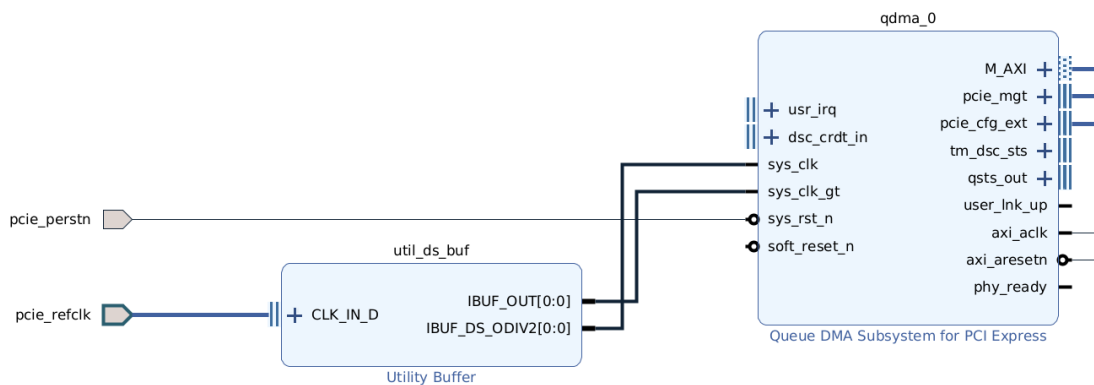 qdma_0
M_AXI
pcie_mgt
usr_irq
pcie_cfg_ext
dsc_crdt_in
tm_dsc_sts
sys_clk
qsts_out
sys_clk_gt
user_lnk_up
pcie_perstn
sys_rst_n
axi_aclk
soft_reset_n
util_ds_buf
axi_aresetn
phy_ready
IBUF_OUT[0:0]
pcie_refclk
CLK_IN_D
IBUF_DS_ODIV2[0:0]
Queue DMA Subsystem for PCI Express
Utility Buffer